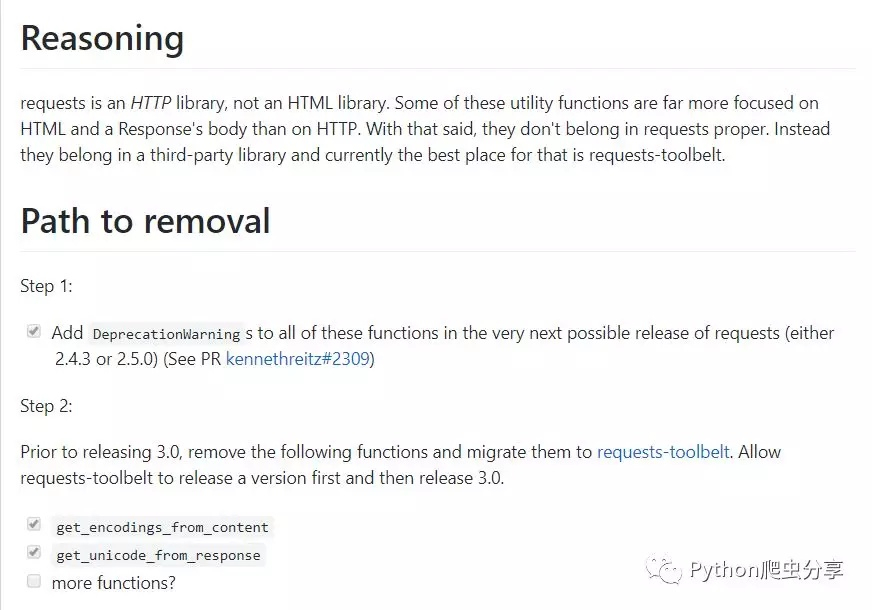 Reasoning
requests is an HTTP library, not an HTML library. Some of these utility functions are far more focused on
HTML and a Response's body than on HTTP. With that said, they don't belong in requests proper. Instead
they belong in a third-party library and currently the best place for that is requests-toolbelt.
Path to removal
Step 1:
Add DeprecationWarning s to all of these functions in the very next possible release of requests (either
2.4.3 or 2.5.0) (See PR kennethreitz#2309)
Step 2:
Prior to releasing 3.0, remove the following functions and migrate them to requests-toolbelt. Allow
requests-toolbelt to release a version first and then release 3.0.
get_encodings_from_content
get_unicode_from_response
more functions?
Python爬虫分享